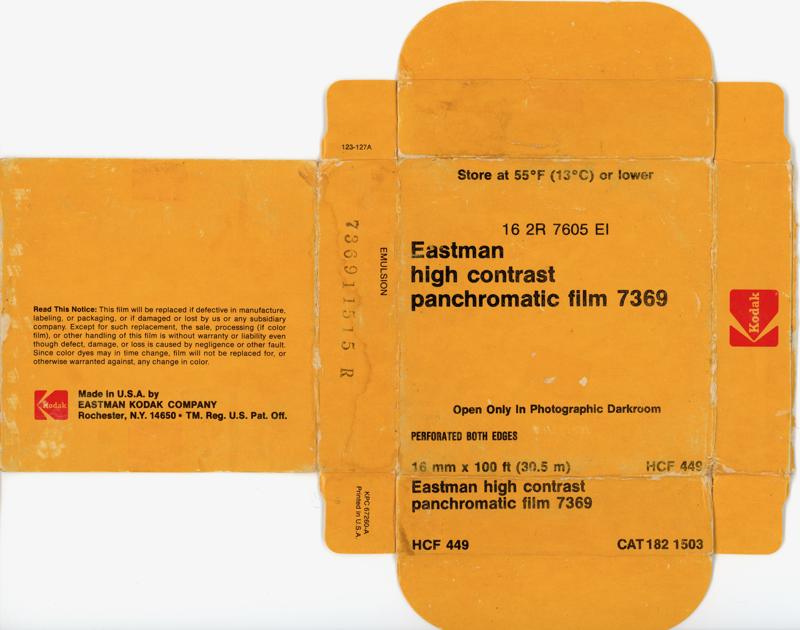 123-127A
Store at 55°F (13°C) or lower
16 2R 7605 EI
Eastman
high contrast
panchromatic film 7369
Kodak
EMULSION
73691 1515 R
Read This Notice: This film will be replaced if defective in manufacture,
labeling, or packaging, or if damaged or lost by us or any subsidiary
company. Except for such replacement, the sale, processing (if color
film), or other handling of this film is without warranty or liability even
though defect, damage, or loss is caused by negligence or other fault.
Since color dyes may in time change, film will not be replaced for, or
otherwise warranted against, any change in color.
Kodak
Made in U.S.A. by
EASTMAN KODAK COMPANY
Rochester, N.Y. 14650 • TM. Reg. U.S. Pat. Off.
Open Only in Photographic Darkroom
PERFORATED BOTH EDGES
16 mm x 100 ft (30.5 m) HCF 449
Eastman high contrast
panchromatic film 7369
HCF 449 CAT 182 1503
KPC 67260-A
Printed in U.S.A.